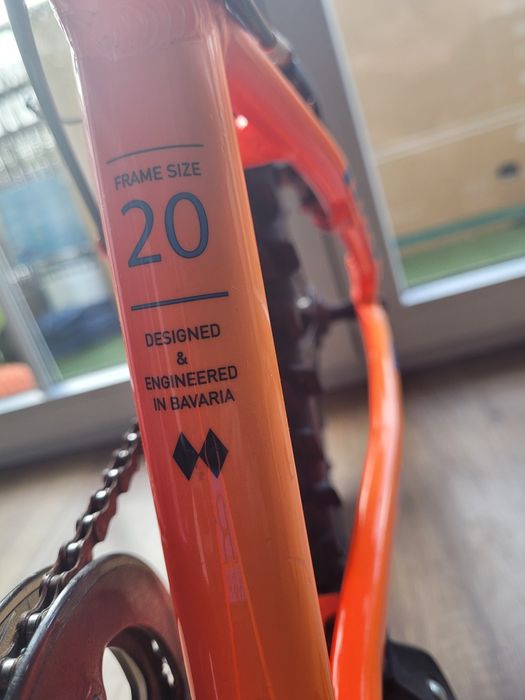 FRAME SIZE
20
DESIGNED
&
ENGINEERED
IN BAVARIA